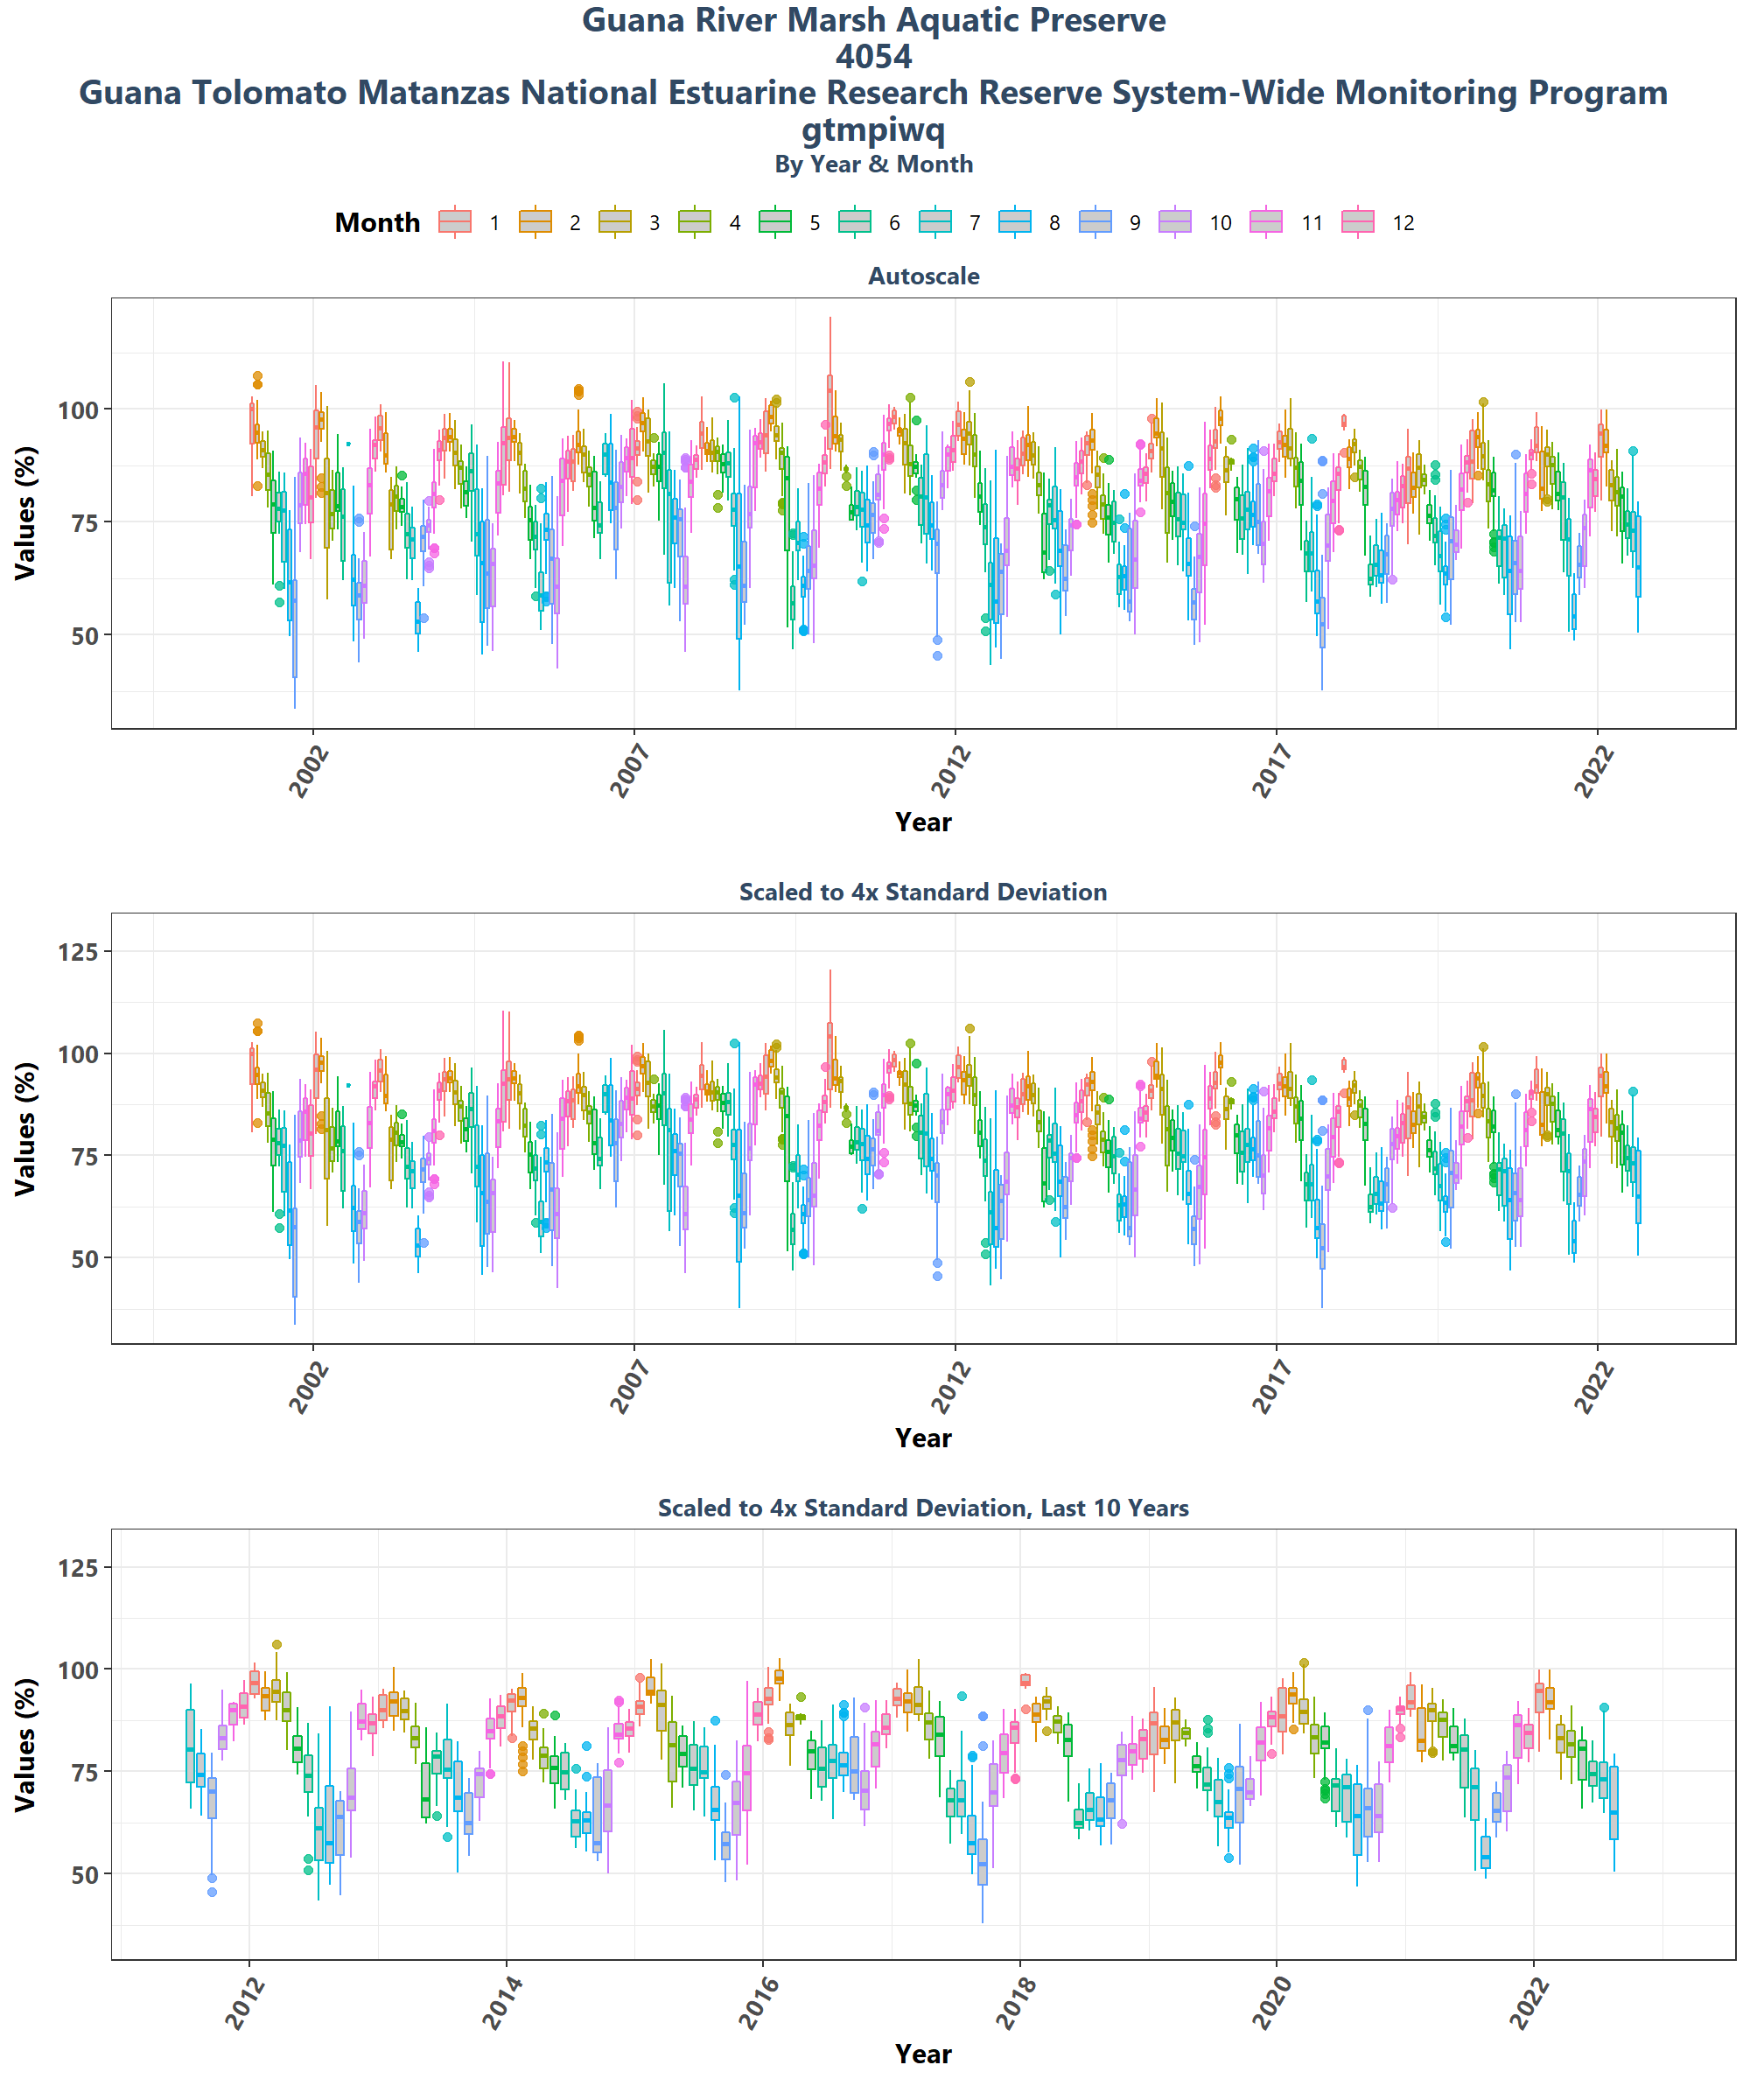 Guana River Marsh Aquatic Preserve
4054
Guana Tolomato Matanzas National Estuarine Research Reserve System-Wide Monitoring Program
gtmpiwq
By Year & Month
Month 1 2 3 4 5 6 7 8 9 10 11 12
Autoscale
Values (%)
100
75
50
2002 2007 2012 2017 2022
Year
Scaled to 4x Standard Deviation
Values (%)
125
100
75
50
2002 2007 2012 2017 2022
Year
Scaled to 4x Standard Deviation, Last 10 Years
Values (%)
125
100
75
50
2012 2014 2016 2018 2020 2022
Year